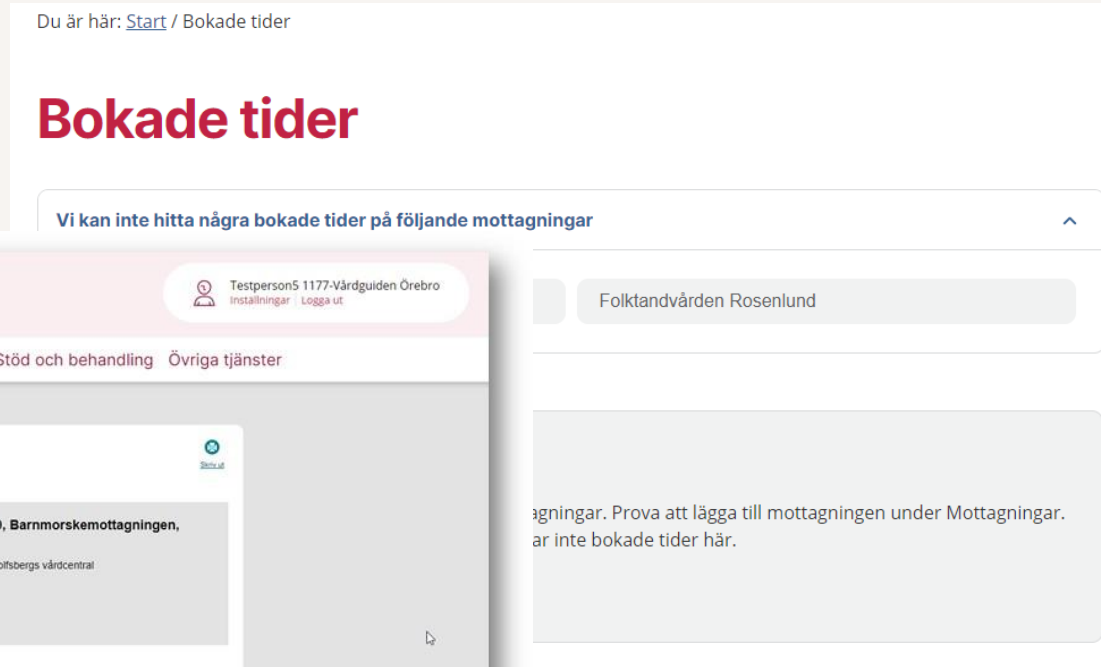 Du är här: Start / Bokade tider
Bokade tider
Vi kan inte hitta några bokade tider på följande mottagningar
Folktandvården Rosenlund
Testperson5 1177-Vårdguiden Örebro
Inställningar Logga ut
Stöd och behandling Övriga tjänster
Skriv ut
, Barnmorskemottagningen,
olfsbergs vårdcentral
agningar. Prova att lägga till mottagningen under Mottagningar.
ar inte bokade tider här.